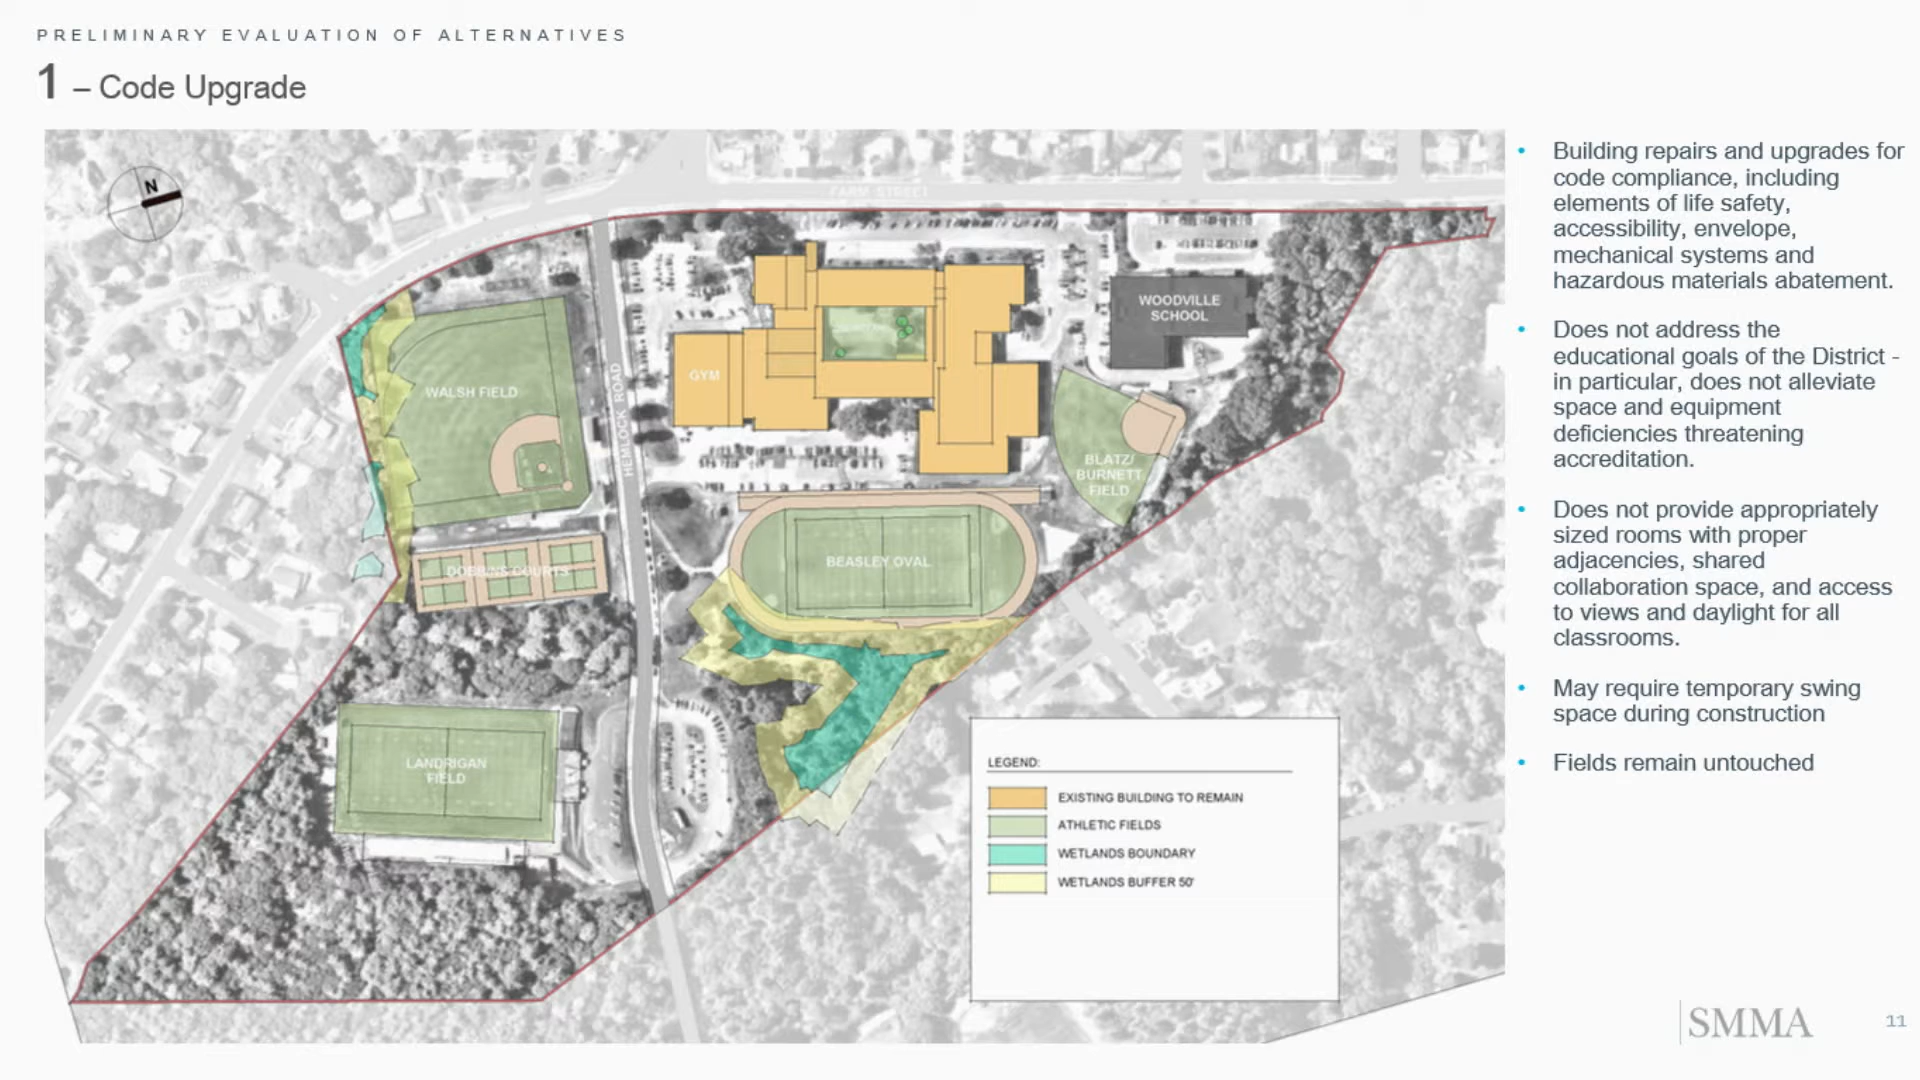 PRELIMINARY EVALUATION OF ALTERNATIVES
1 – Code Upgrade
N
FARM STREET
HEMLOCK ROAD
WALSH FIELD
GYM
WOODVILLE
SCHOOL
BLATZ/
BURNETT
FIELD
BEASLEY OVAL
DOBBINS COURTS
LANDRIGAN
FIELD
LEGEND:
EXISTING BUILDING TO REMAIN
ATHLETIC FIELDS
WETLANDS BOUNDARY
WETLANDS BUFFER 50'
• Building repairs and upgrades for
code compliance, including
elements of life safety,
accessibility, envelope,
mechanical systems and
hazardous materials abatement.
• Does not address the
educational goals of the District -
in particular, does not alleviate
space and equipment
deficiencies threatening
accreditation.
• Does not provide appropriately
sized rooms with proper
adjacencies, shared
collaboration space, and access
to views and daylight for all
classrooms.
• May require temporary swing
space during construction
• Fields remain untouched
SMMA
11